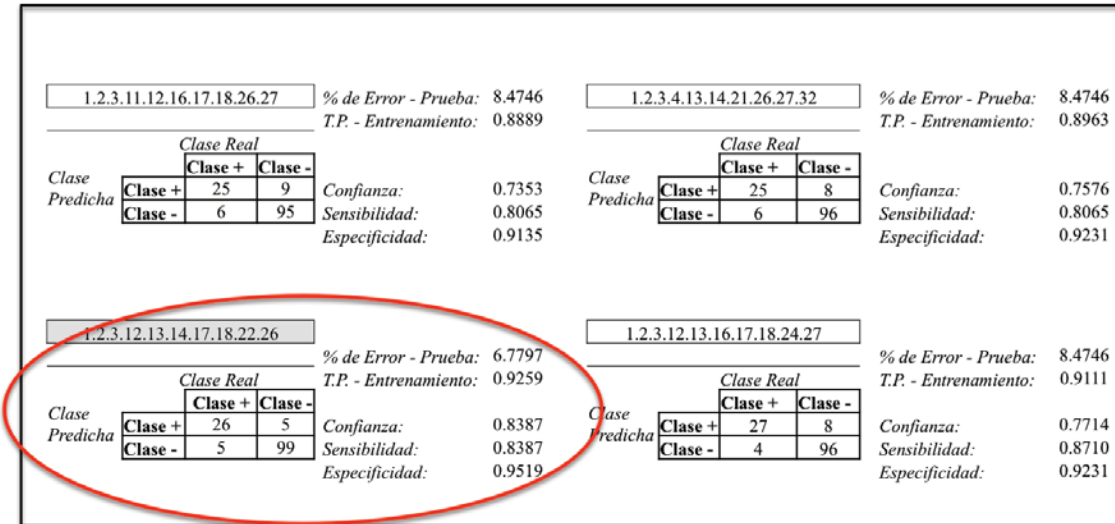 1.2.3.11.12.16.17.18.26.27 % de Error - Prueba: 8.4746
T.P. - Entrenamiento: 0.8889
Clase Real
Clase + Clase -
Clase Predicha
Clase + 25 9
Clase - 6 95
Confianza: 0.7353
Sensibilidad: 0.8065
Especificidad: 0.9135
1.2.3.4.13.14.21.26.27.32 % de Error - Prueba: 8.4746
T.P. - Entrenamiento: 0.8963
Clase Real
Clase + Clase -
Clase Predicha
Clase + 25 8
Clase - 6 96
Confianza: 0.7576
Sensibilidad: 0.8065
Especificidad: 0.9231
1.2.3.12.13.14.17.18.22.26
% de Error - Prueba: 6.7797
T.P. - Entrenamiento: 0.9259
Clase Real
Clase + Clase -
Clase Predicha
Clase + 26 5
Clase - 5 99
Confianza: 0.8387
Sensibilidad: 0.8387
Especificidad: 0.9519
1.2.3.12.13.16.17.18.24.27
% de Error - Prueba: 8.4746
T.P. - Entrenamiento: 0.9111
Clase Real
Clase + Clase -
Clase Predicha
Clase + 27 8
Clase - 4 96
Confianza: 0.7714
Sensibilidad: 0.8710
Especificidad: 0.9231